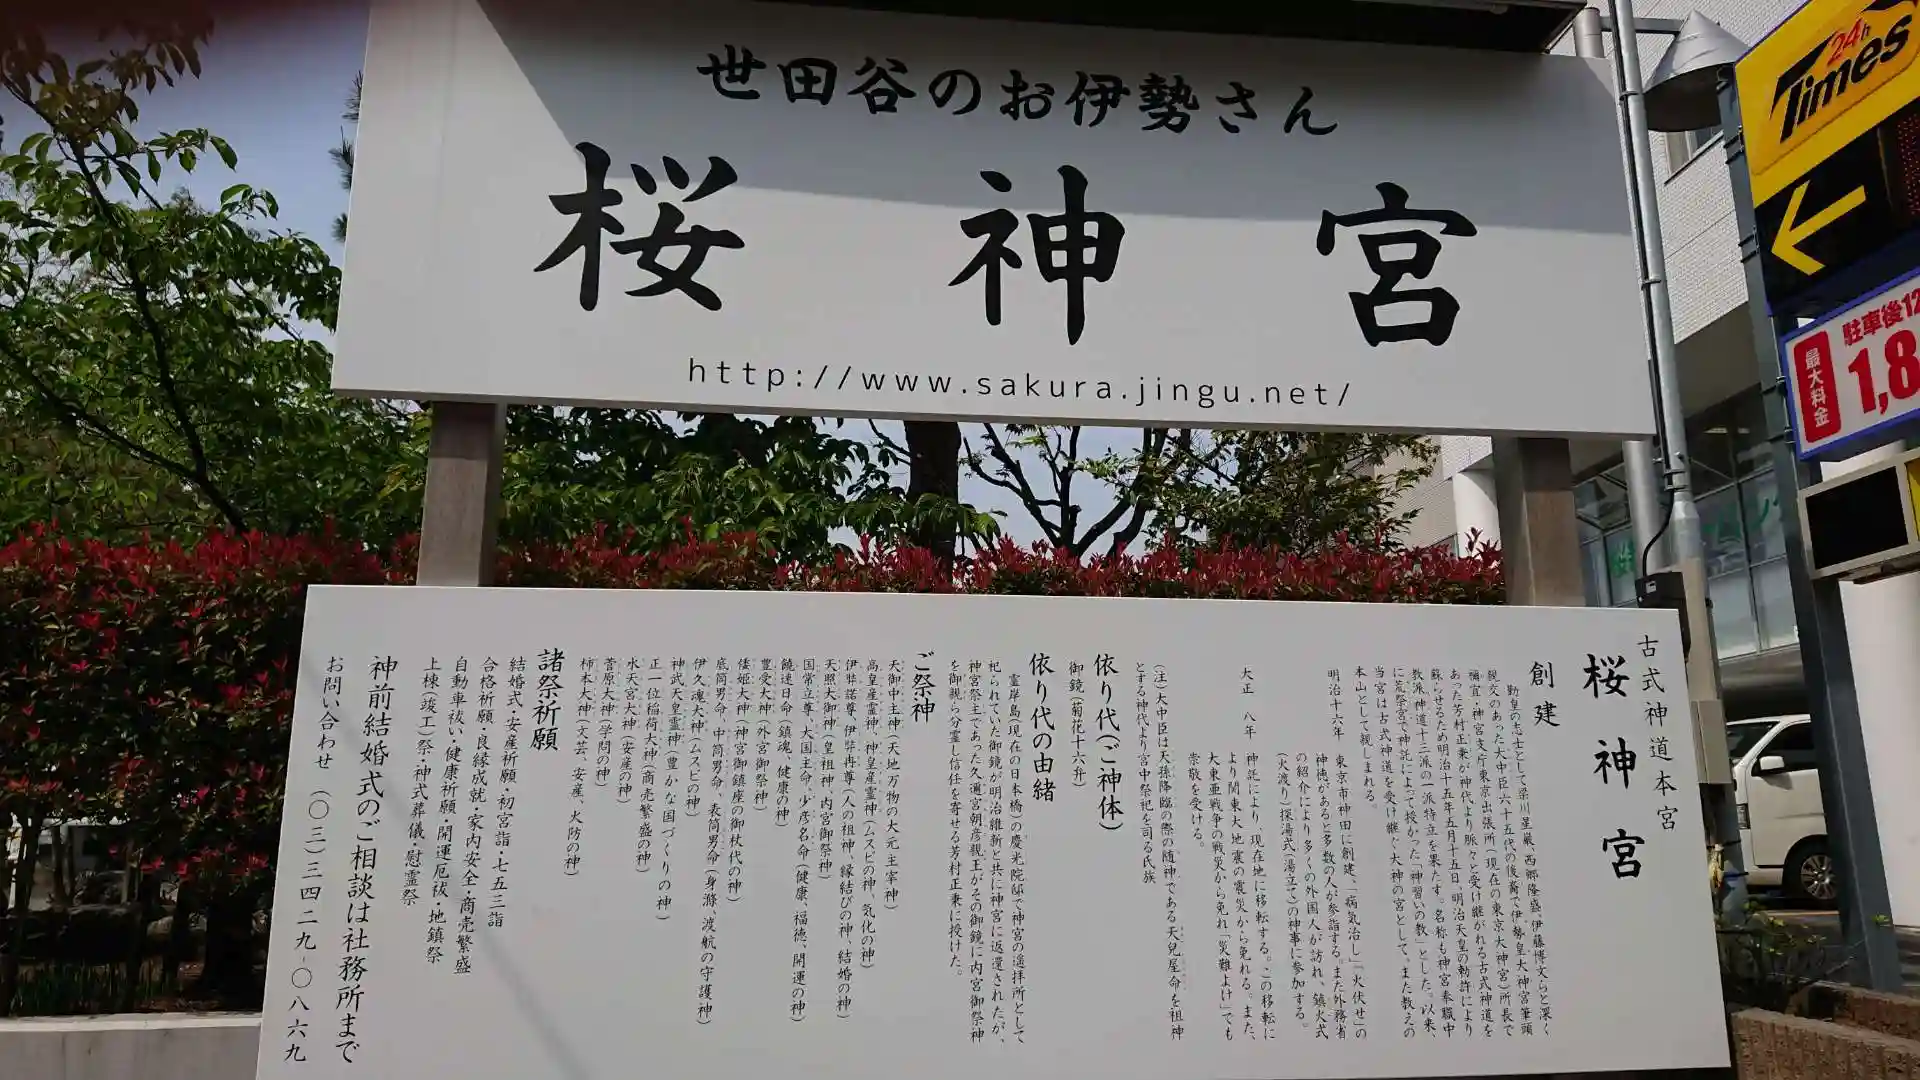 世田谷のお伊勢さん
桜神宮
http://www.sakura.jingu.net/
24h
Times
駐車後12
最大料金
1,8
古式神道本宮
桜神宮
創建
勤皇の志士として梁川星巌、西郷隆盛、伊藤博文らと深く
親交のあった大中臣六十五代の後裔で伊勢皇大神宮筆頭
禰宜・神宮支庁東京出張所(現在の東京大神宮)所長で
あった芳村正秉が神代より脈々と受け継がれる古式神道を
蘇らせるため明治十五年五月十五日、明治天皇の勅許により
教派神道十三派の一派特立を果たす。名称も神宮奉職中
に荒祭宮で神託によって授かった「神習いの教」とした。以来、
当宮は古式神道を受け継ぐ大神の宮として、また教えの
本山として親しまれる。
明治十六年 東京市神田に創建、「病気治し」「火伏せ」の
神徳があると多数の人が参詣する。また外務省
の紹介により多くの外国人が訪れ、鎮火式
(火渡り)探湯式(湯立て)の神事に参加する。
大正 八年 神託により、現在地に移転する。この移転に
より関東大地震の震災から免れる。また、
大東亜戦争の戦災から免れ「災難よけ」でも
崇敬を受ける。
(注)大中臣は天孫降臨の際の随神である天児屋命を祖神
とする神代より宮中祭祀を司る氏族
依り代(ご神体)
御鏡(菊花十六弁)
依り代の由緒
霊岸島(現在の日本橋)の慶光院邸で神宮の遥拝所として
祀られていた御鏡が明治維新と共に神宮に返還されたが、
神宮祭主であった久邇宮朝彦親王がその御鏡に内宮御祭神
を御親ら分霊し信任を寄せる芳村正秉に授けた。
ご祭神
天御中主神(天地万物の大元主宰神)
高皇産霊神、神皇産霊神(ムスビの神、気化の神)
伊弉諾尊、伊弉冉尊(人の祖神、縁結びの神、結婚の神)
天照大御神(皇祖神、内宮御祭神)
国常立尊、大国主命、少彦名命(健康、福徳、開運の神)
饒速日命(鎮魂、健康の神)
豊受大神(外宮御祭神)
倭姫大神(神宮御鎮座の御杖代の神)
底筒男命、中筒男命、表筒男命(身滌、渡航の守護神)
伊久魂大神(ムスビの神)
神武天皇霊神(豊かな国づくりの神)
正一位稲荷大神(商売繁盛の神)
水天宮大神(安産の神)
菅原大神(学問の神)
柿本大神(文芸、安産、火防の神)
諸祭祈願
結婚式・安産祈願・初宮詣・七五三詣
合格祈願・良縁成就・家内安全・商売繁盛
自動車祓い・健康祈願・開運厄祓・地鎮祭
上棟(竣工)祭・神式葬儀・慰霊祭
神前結婚式のご相談は社務所まで
お問い合わせ (〇三)三四二九-〇八六九